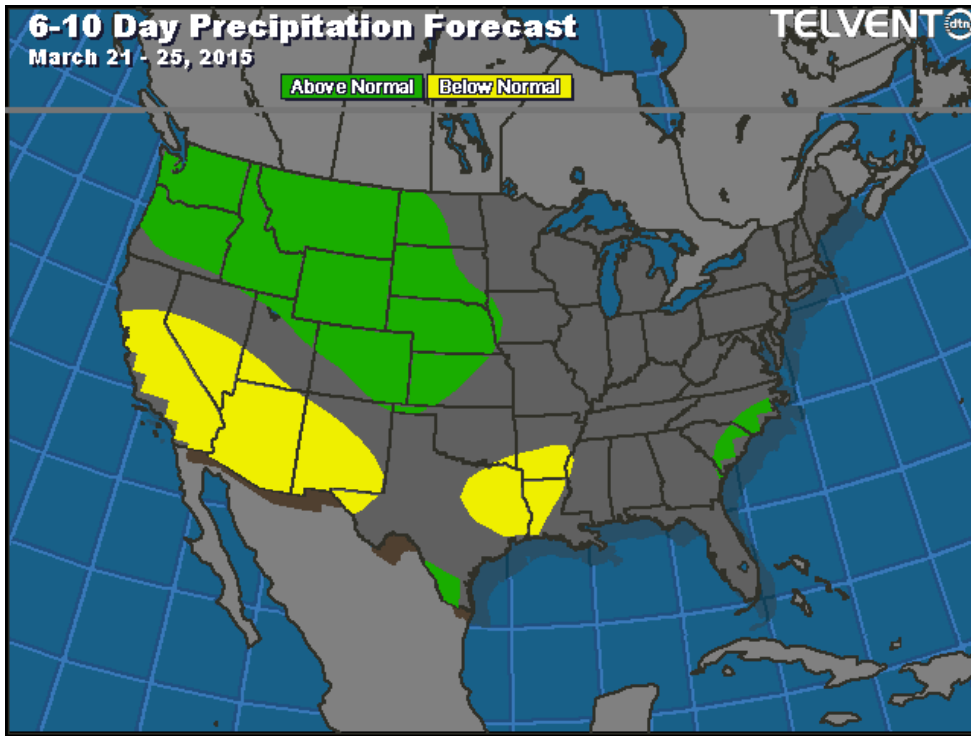 6-10 Day Precipitation Forecast
TELVENT dtn
March 21 - 25, 2015
Above Normal Below Normal